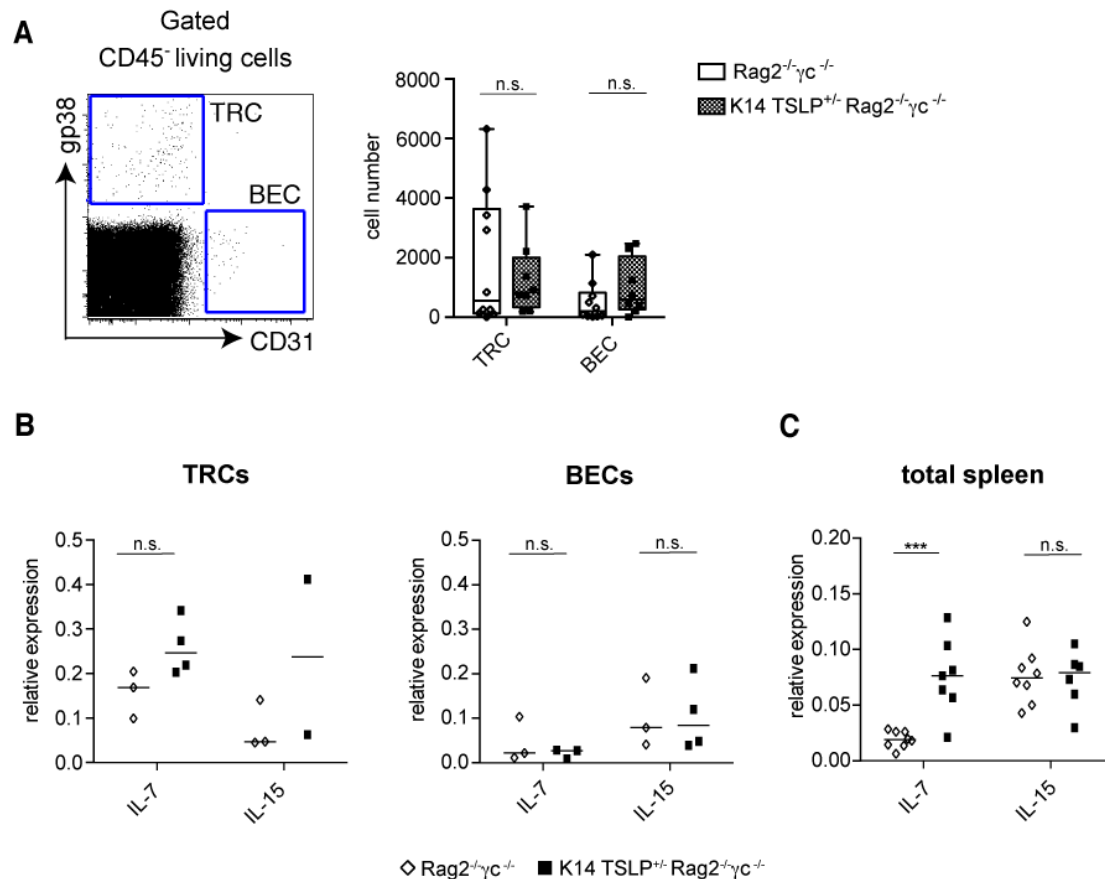 A
Gated
CD45⁻ living cells
gp38
TRC
BEC
CD31
8000
6000
4000
2000
0
cell number
n.s.
n.s.
TRC
BEC
Rag2⁻/⁻γc⁻/⁻
K14 TSLP⁺/⁻ Rag2⁻/⁻γc⁻/⁻
B
TRCs
relative expression
0.5
0.4
0.3
0.2
0.1
0.0
n.s.
IL-7
IL-15
BECs
relative expression
0.5
0.4
0.3
0.2
0.1
0.0
n.s.
n.s.
IL-7
IL-15
C
total spleen
relative expression
0.20
0.15
0.10
0.05
0.00
***
n.s.
IL-7
IL-15
Rag2⁻/⁻γc⁻/⁻
K14 TSLP⁺/⁻ Rag2⁻/⁻γc⁻/⁻